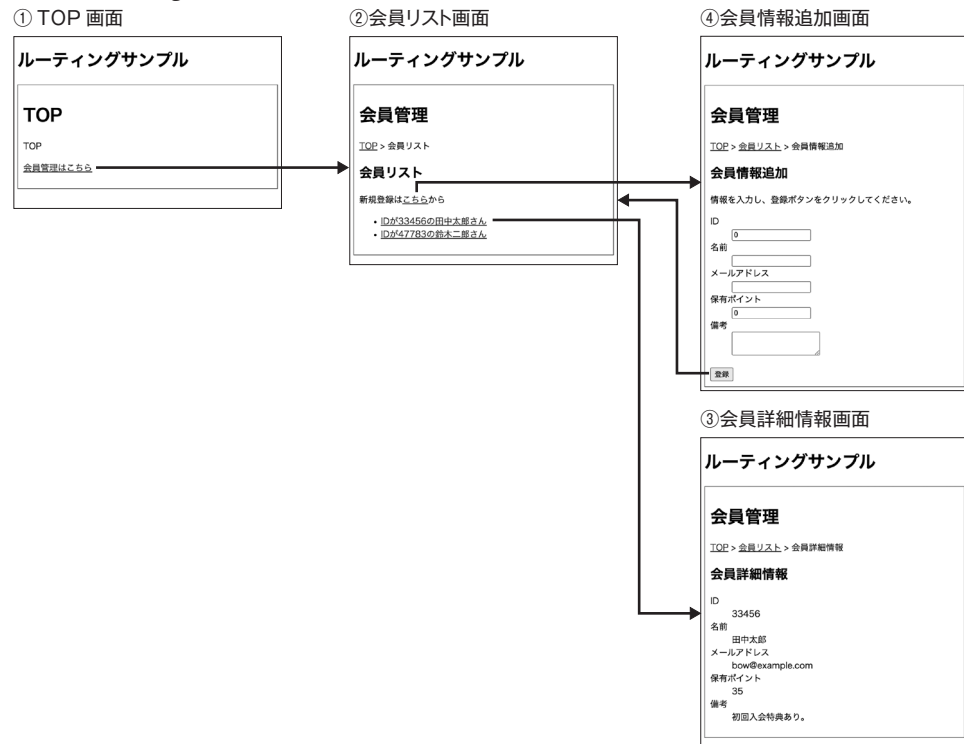 ① TOP 画面
ルーティングサンプル
TOP
TOP
会員管理はこちら
②会員リスト画面
ルーティングサンプル
会員管理
TOP > 会員リスト
会員リスト
新規登録はこちらから
• IDが33456の田中太郎さん
• IDが47783の鈴木二郎さん
④会員情報追加画面
ルーティングサンプル
会員管理
TOP > 会員リスト > 会員情報追加
会員情報追加
情報を入力し、登録ボタンをクリックしてください。
ID
0
名前
メールアドレス
保有ポイント
0
備考
登録
③会員詳細情報画面
ルーティングサンプル
会員管理
TOP > 会員リスト > 会員詳細情報
会員詳細情報
ID
33456
名前
田中太郎
メールアドレス
bow@example.com
保有ポイント
35
備考
初回入会特典あり。